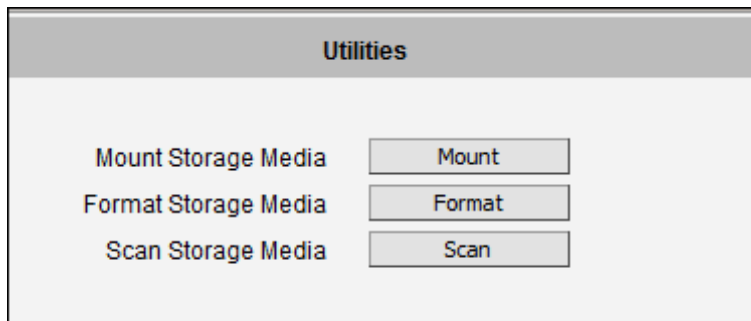 Utilities
Mount Storage Media Mount
Format Storage Media Format
Scan Storage Media Scan